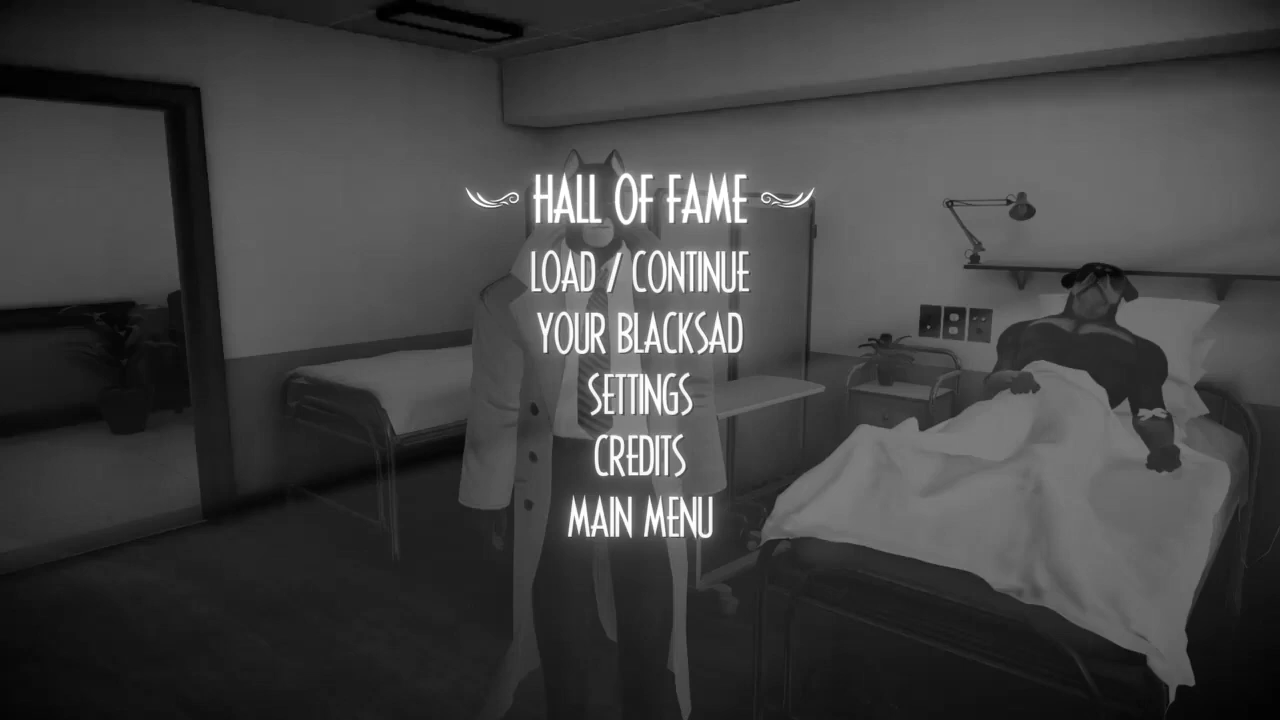 HALL OF FAME
LOAD / CONTINUE
YOUR BLACKSAD
SETTINGS
CREDITS
MAIN MENU